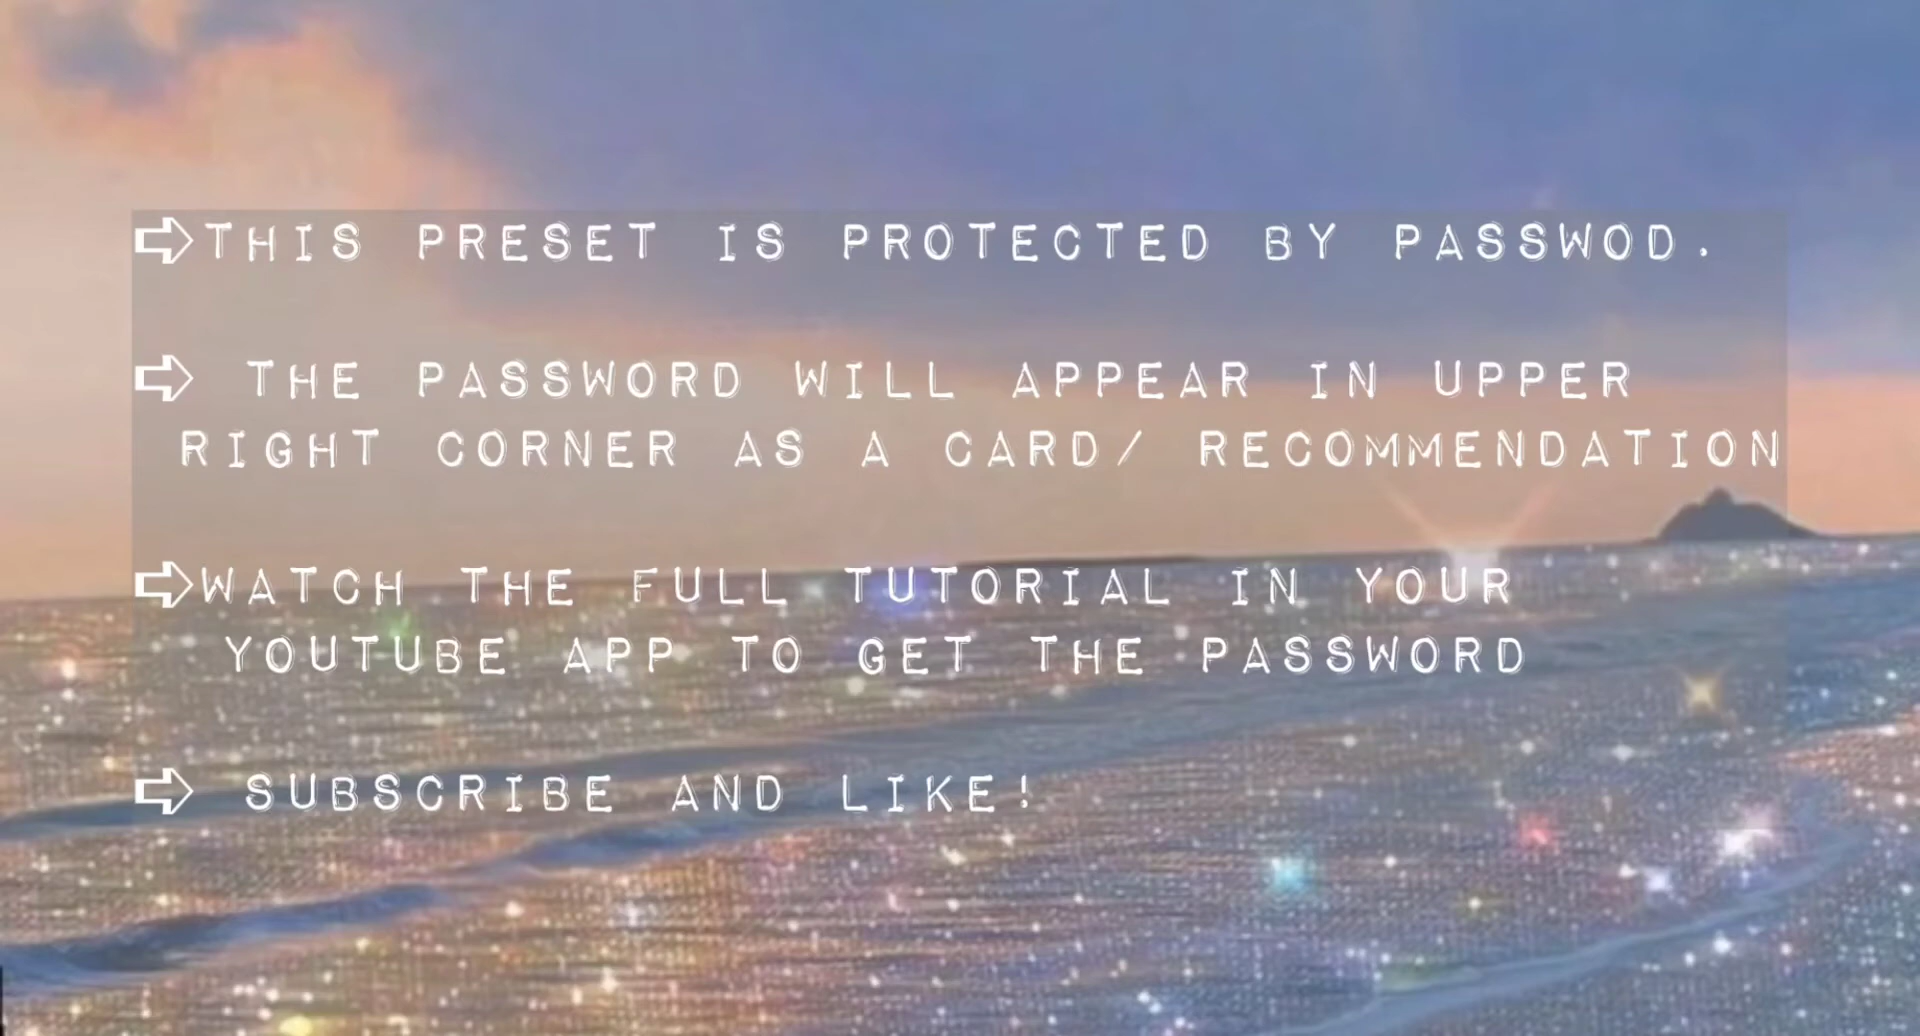 ➪THIS PRESET IS PROTECTED BY PASSWOD.
➪ THE PASSWORD WILL APPEAR IN UPPER
RIGHT CORNER AS A CARD/ RECOMMENDATION
➪WATCH THE FULL TUTORIAL IN YOUR
YOUTUBE APP TO GET THE PASSWORD
➪ SUBSCRIBE AND LIKE!